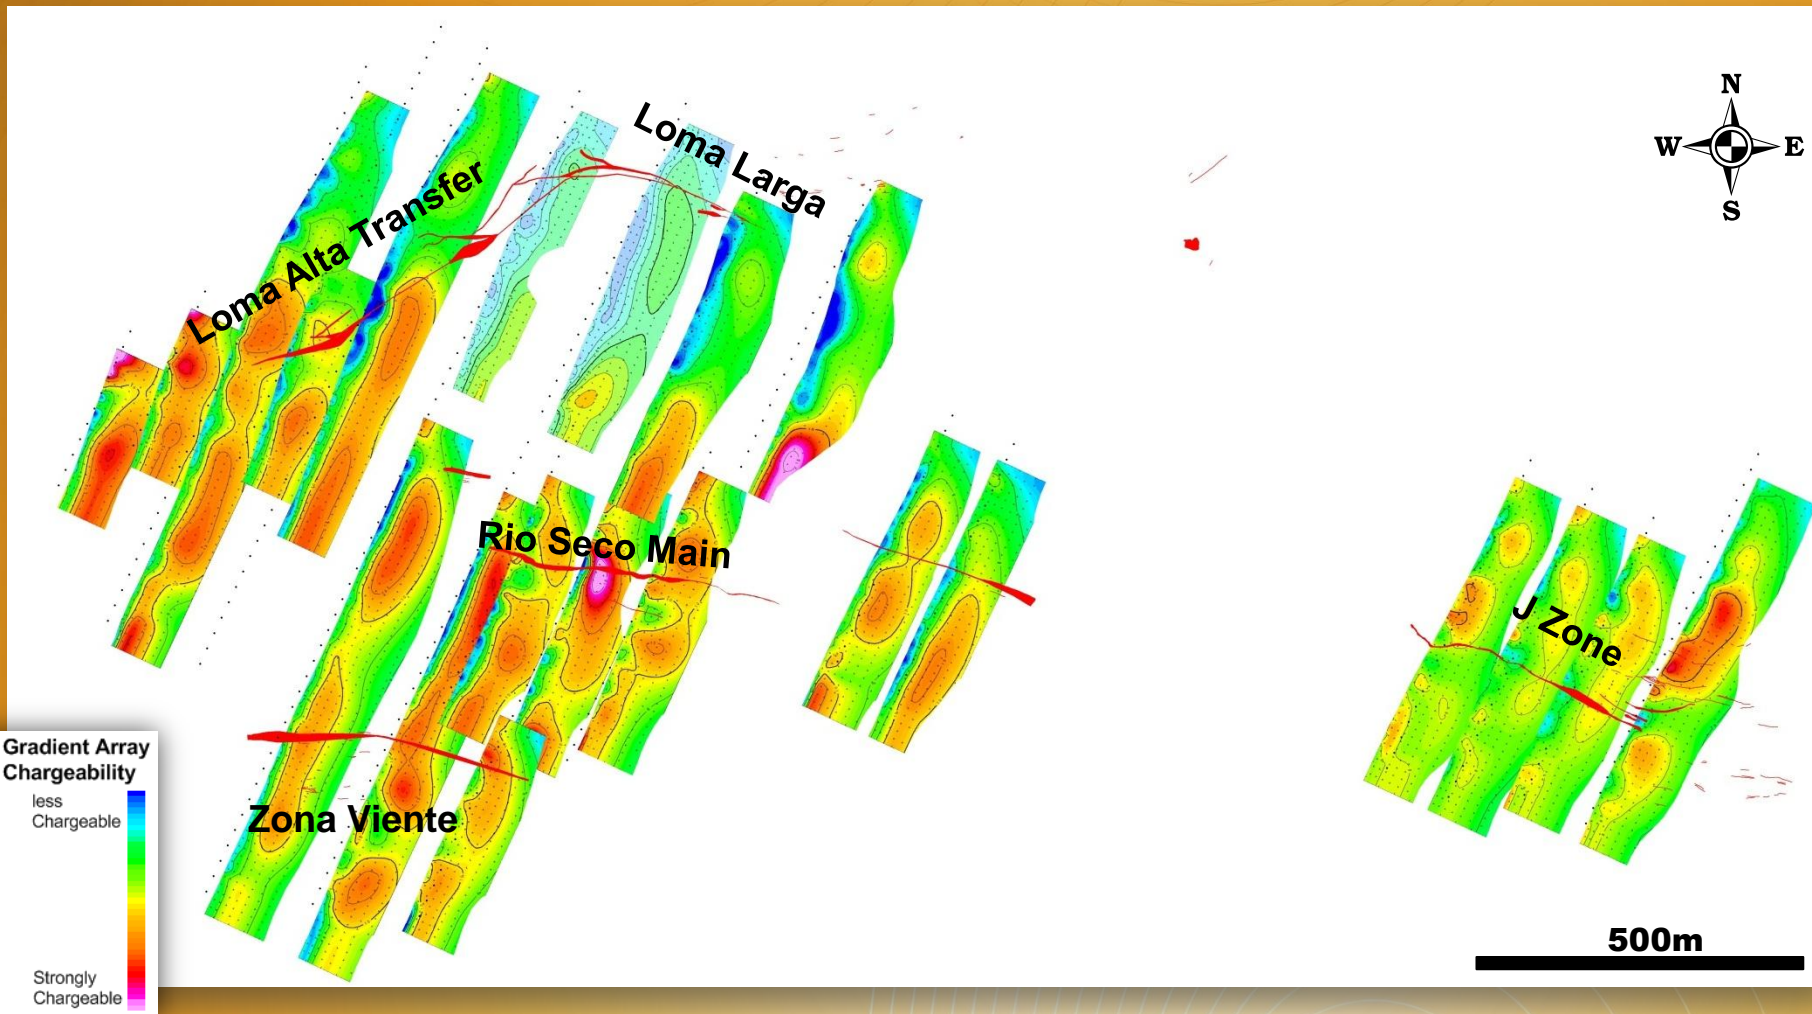 Loma Larga
N
W E
S
Loma Alta Transfer
Rio Seco Main
J Zone
Zona Viente
Gradient Array
Chargeability
less
Chargeable
Strongly
Chargeable
500m